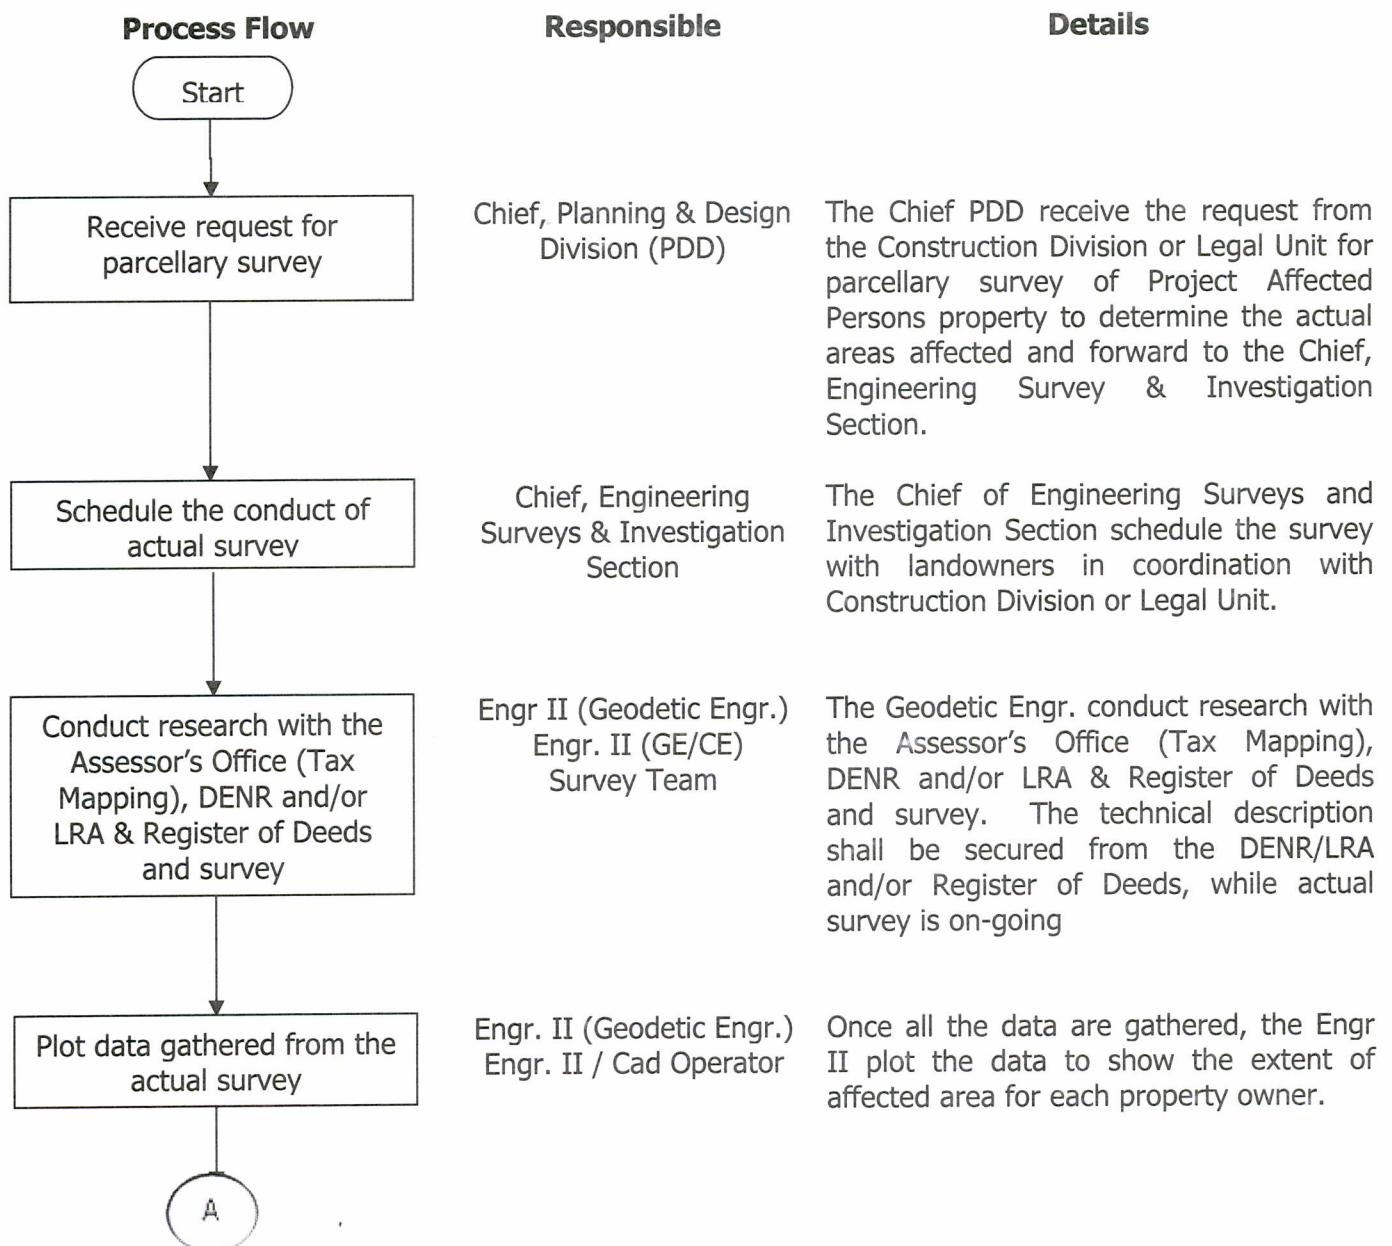 Process Flow
Responsible
Details
Start
Receive request for
parcellary survey
Chief, Planning & Design
Division (PDD)
The Chief PDD receive the request from
the Construction Division or Legal Unit for
parcellary survey of Project Affected
Persons property to determine the actual
areas affected and forward to the Chief,
Engineering Survey & Investigation
Section.
Schedule the conduct of
actual survey
Chief, Engineering
Surveys & Investigation
Section
The Chief of Engineering Surveys and
Investigation Section schedule the survey
with landowners in coordination with
Construction Division or Legal Unit.
Conduct research with the
Assessor's Office (Tax
Mapping), DENR and/or
LRA & Register of Deeds
and survey
Engr II (Geodetic Engr.)
Engr. II (GE/CE)
Survey Team
The Geodetic Engr. conduct research with
the Assessor's Office (Tax Mapping),
DENR and/or LRA & Register of Deeds
and survey. The technical description
shall be secured from the DENR/LRA
and/or Register of Deeds, while actual
survey is on-going
Plot data gathered from the
actual survey
Engr. II (Geodetic Engr.)
Engr. II / Cad Operator
Once all the data are gathered, the Engr
II plot the data to show the extent of
affected area for each property owner.
A